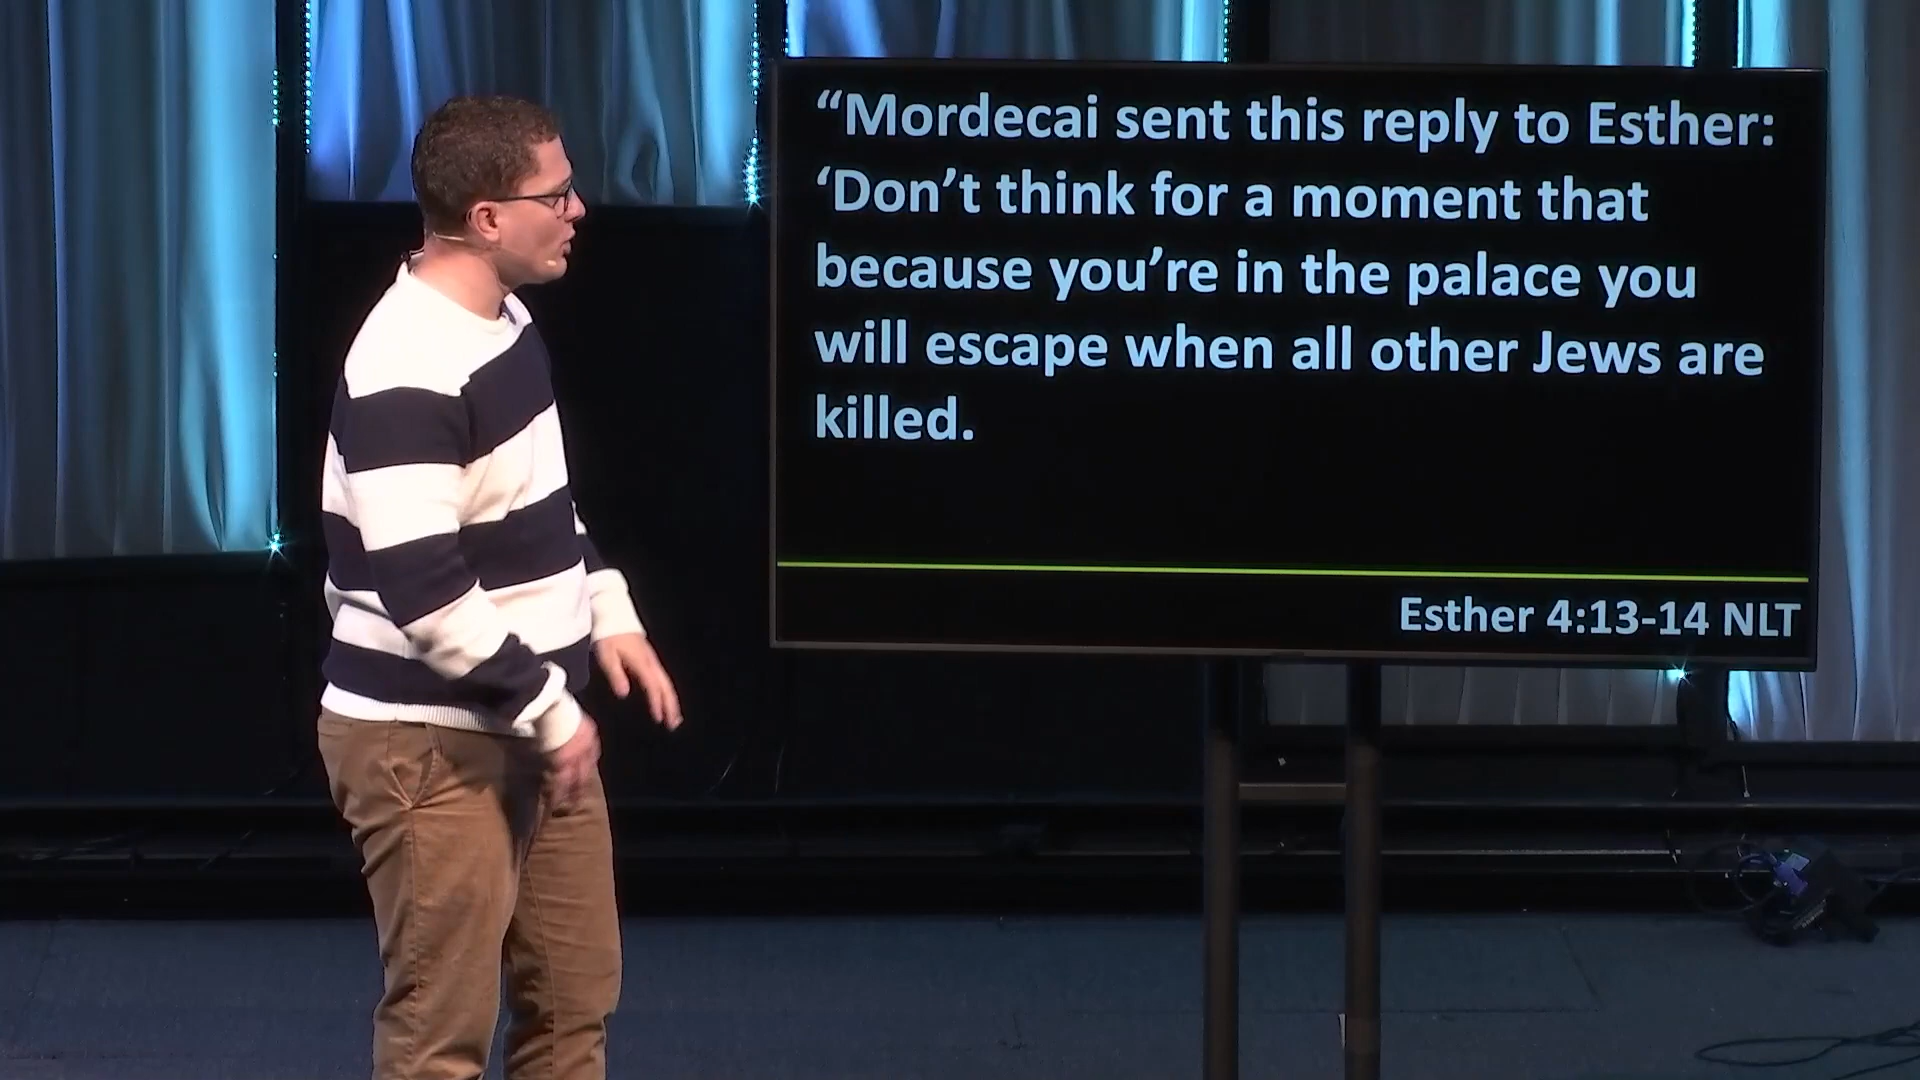 “Mordecai sent this reply to Esther:
‘Don’t think for a moment that
because you’re in the palace you
will escape when all other Jews are
killed.
Esther 4:13-14 NLT